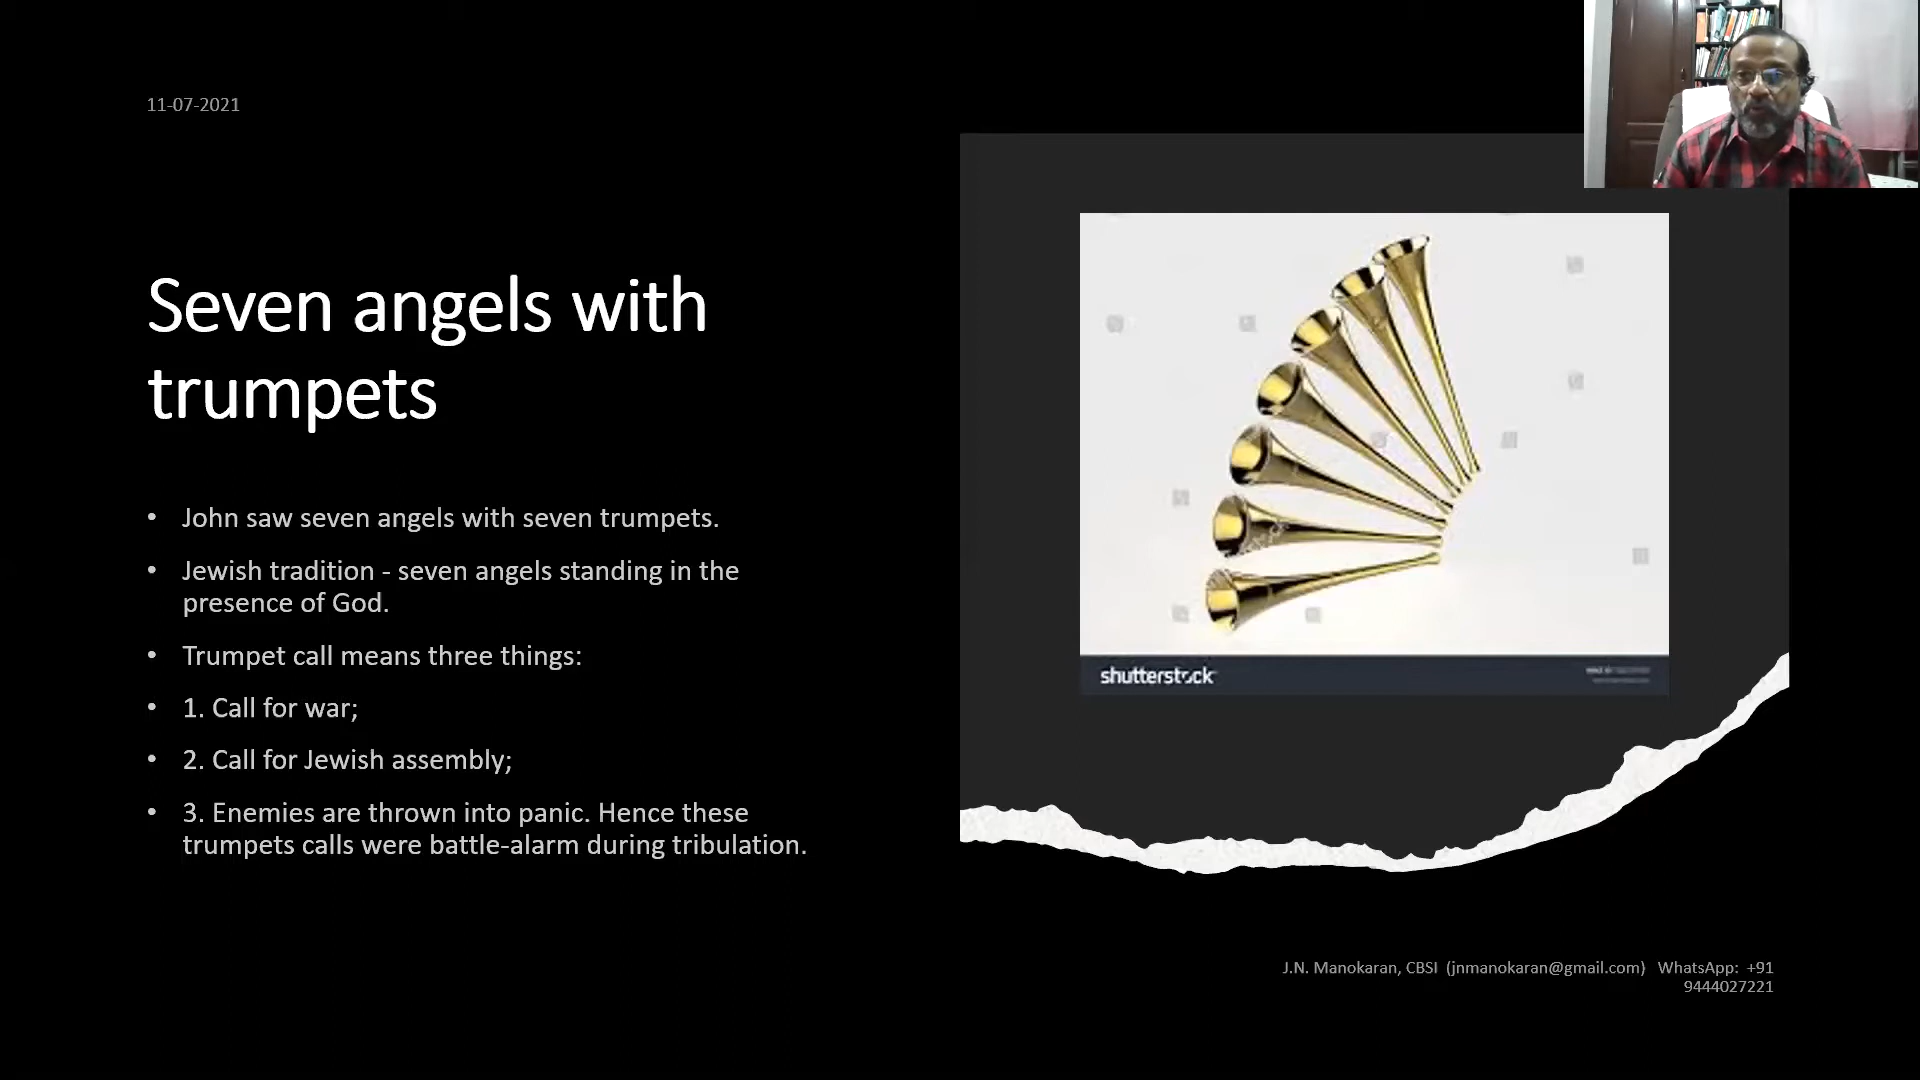 11-07-2021
Seven angels with
trumpets
• John saw seven angels with seven trumpets.
• Jewish tradition - seven angels standing in the
presence of God.
• Trumpet call means three things:
• 1. Call for war;
• 2. Call for Jewish assembly;
• 3. Enemies are thrown into panic. Hence these
trumpets calls were battle-alarm during tribulation.
shutterstock
J.N. Manokaran, CBSI (jnmanokaran@gmail.com) WhatsApp: +91
9444027221